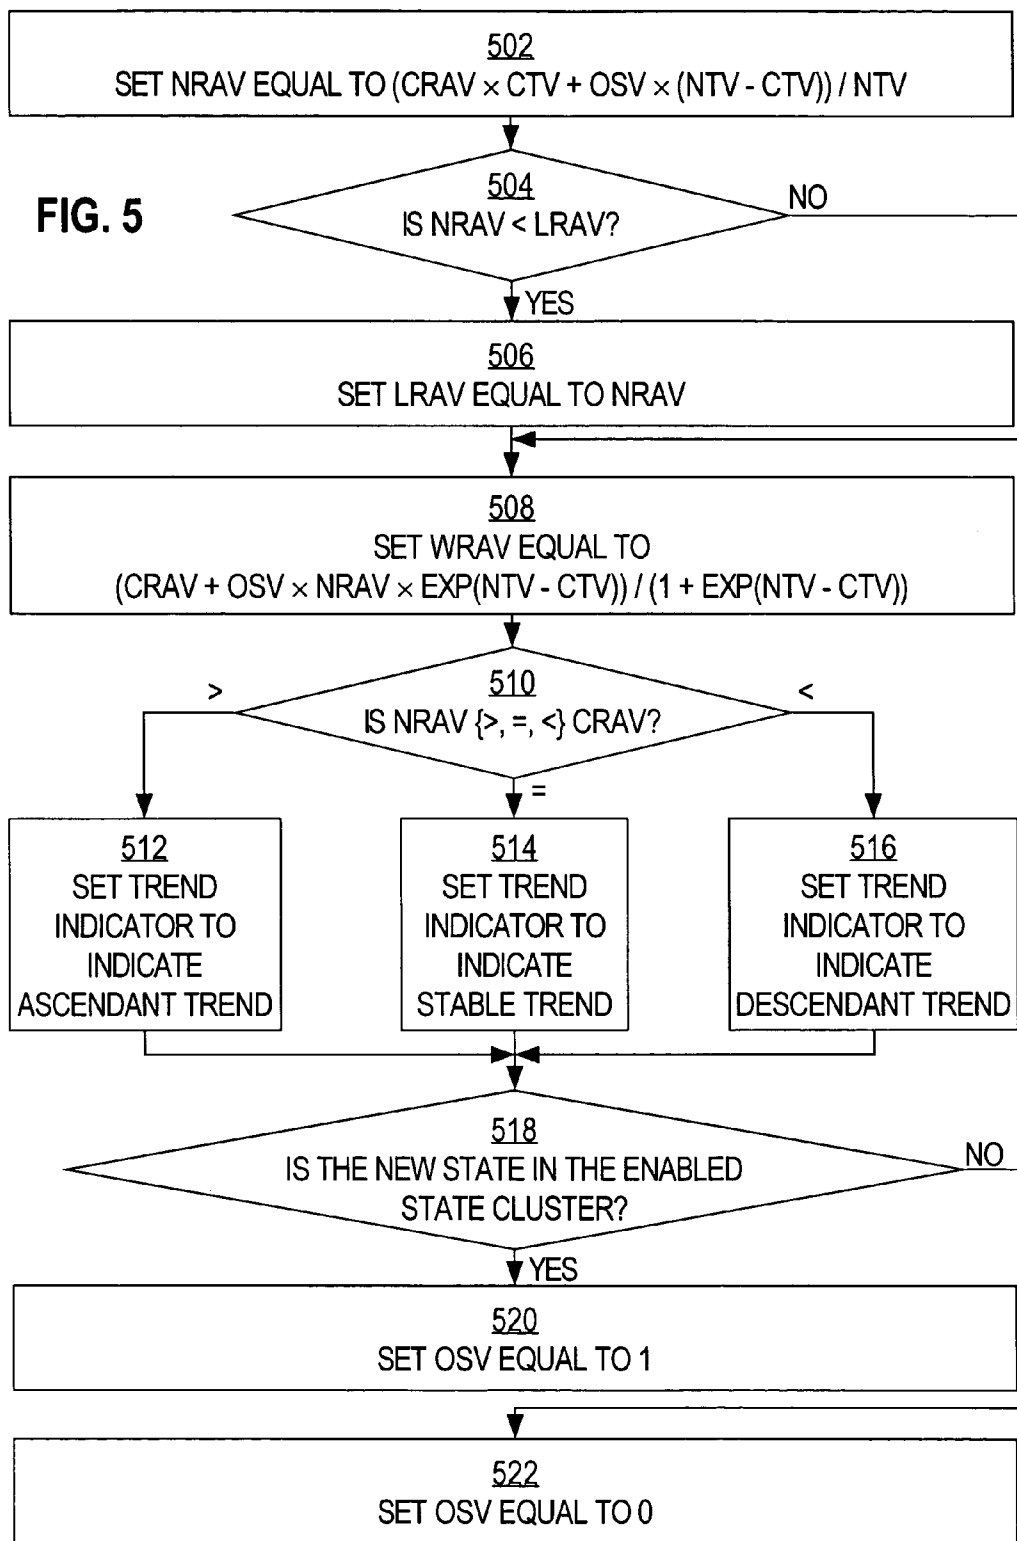 502
SET NRAV EQUAL TO (CRAV × CTV + OSV × (NTV - CTV)) / NTV
FIG. 5
504
IS NRAV < LRAV?
NO
YES
506
SET LRAV EQUAL TO NRAV
508
SET WRAV EQUAL TO
(CRAV + OSV × NRAV × EXP(NTV - CTV)) / (1 + EXP(NTV - CTV))
510
IS NRAV {>, =, <} CRAV?
>
<
=
512
SET TREND
INDICATOR TO
INDICATE
ASCENDANT TREND
514
SET TREND
INDICATOR TO
INDICATE
STABLE TREND
516
SET TREND
INDICATOR TO
INDICATE
DESCENDANT TREND
518
IS THE NEW STATE IN THE ENABLED
STATE CLUSTER?
NO
YES
520
SET OSV EQUAL TO 1
522
SET OSV EQUAL TO 0